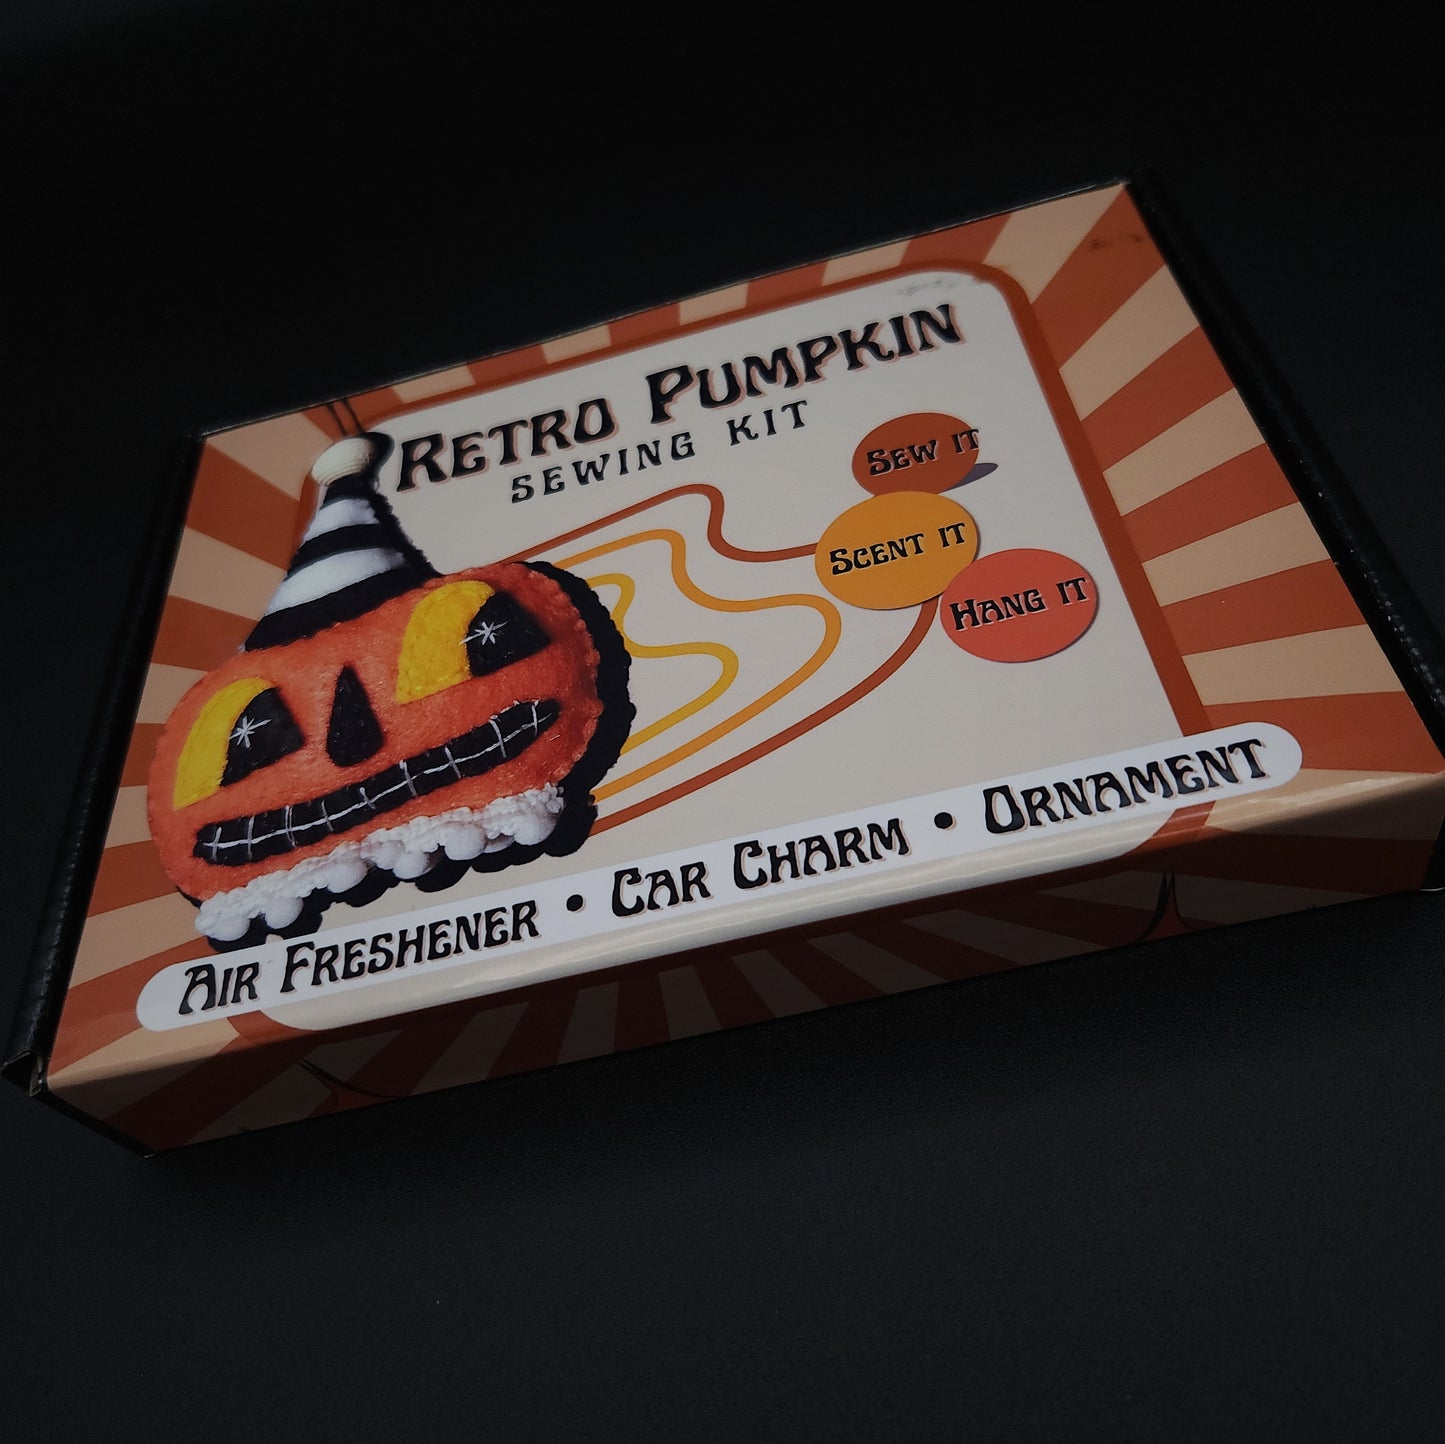 RETRO PUMPKIN
SEWING KIT
SEW IT
SCENT IT
HANG IT
AIR FRESHENER • CAR CHARM • ORNAMENT